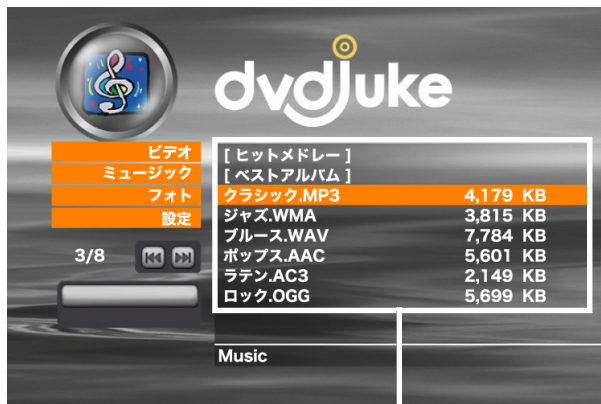 dvdjuke
ビデオ
ミュージック
フォト
設定
3/8
[ ヒットメドレー ]
[ ベストアルバム ]
クラシック.MP3 4,179 KB
ジャズ.WMA 3,815 KB
ブルース.WAV 7,784 KB
ポップス.AAC 5,601 KB
ラテン.AC3 2,149 KB
ロック.OGG 5,699 KB
Music